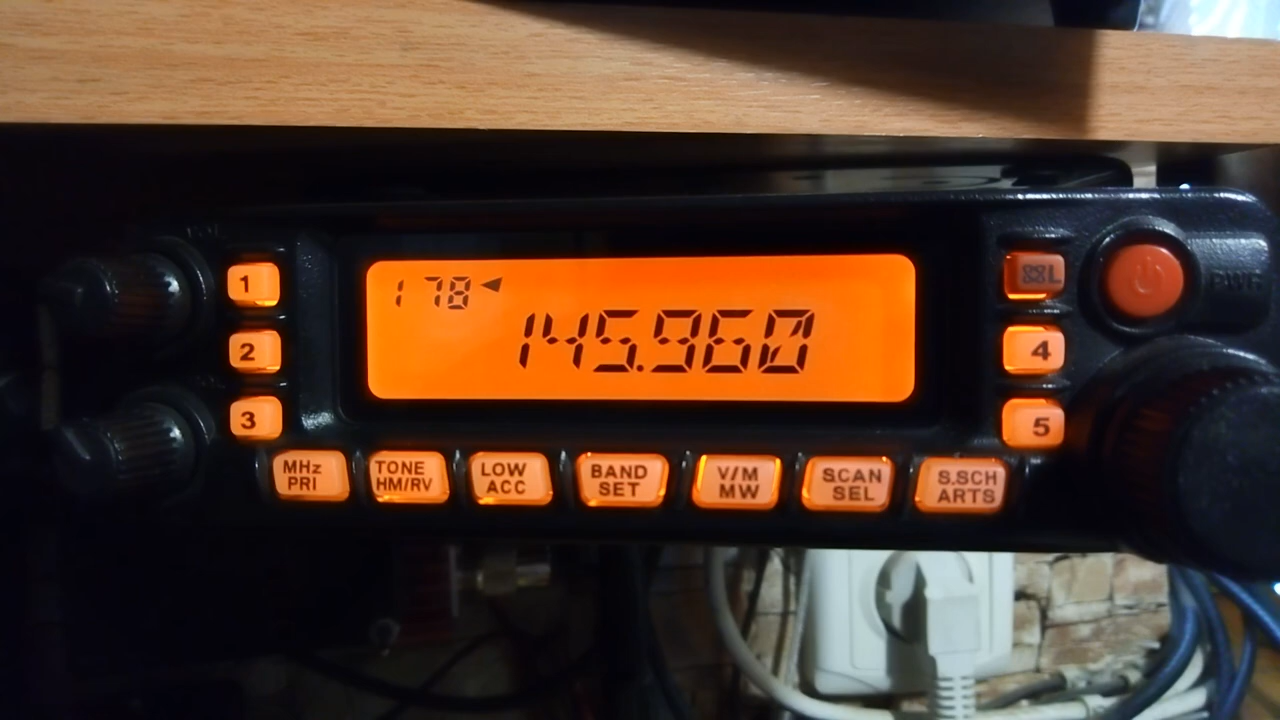 1
2
3
178
145.960
L
4
5
PWR
MHz
PRI
TONE
HM/RV
LOW
ACC
BAND
SET
V/M
MW
SCAN
SEL
S.SCH
ARTS